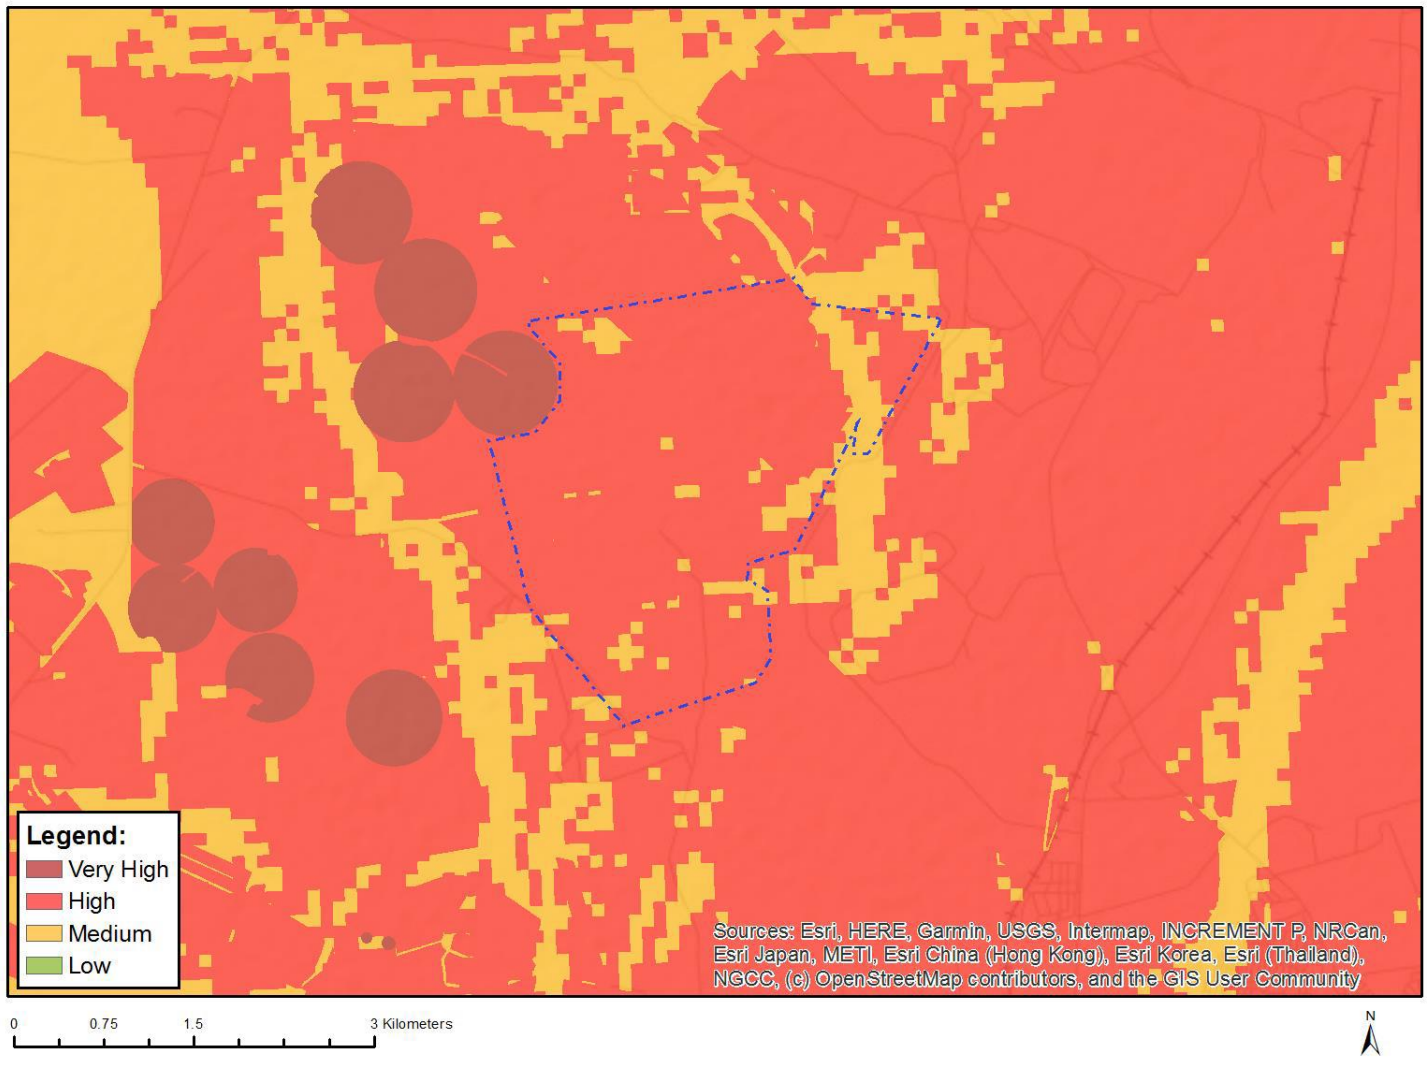 Legend:
Very High
High
Medium
Low
Sources: Esri, HERE, Garmin, USGS, Intermap, INCREMENT P, NRCan,
Esri Japan, METI, Esri China (Hong Kong), Esri Korea, Esri (Thailand),
NGCC, (c) OpenStreetMap contributors, and the GIS User Community
0 0.75 1.5 3 Kilometers
N